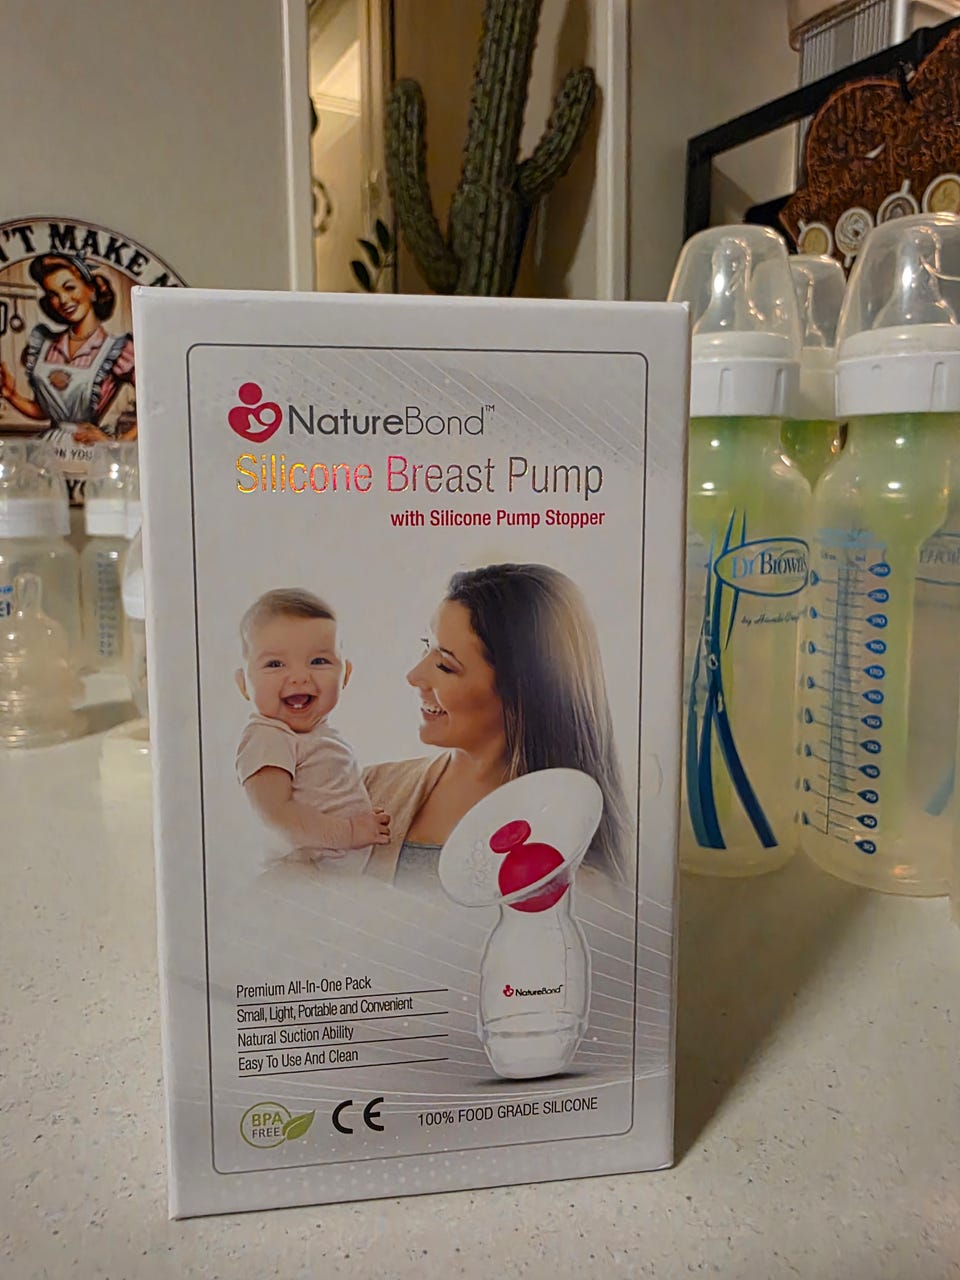 'T MAKE
NatureBond™
Silicone Breast Pump
with Silicone Pump Stopper
NatureBond
Premium All-In-One Pack
Small, Light, Portable and Convenient
Natural Suction Ability
Easy To Use And Clean
BPA
FREE
CE
100% FOOD GRADE SILICONE
YOU
Dr Brown's